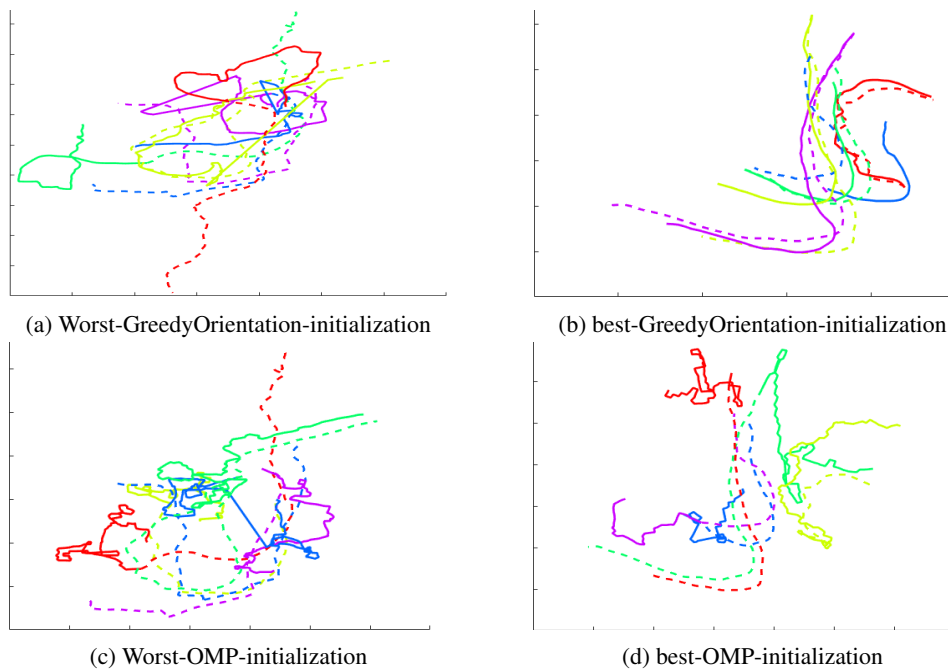 (a) Worst-GreedyOrientation-initialization
(b) best-GreedyOrientation-initialization
(c) Worst-OMP-initialization
(d) best-OMP-initialization